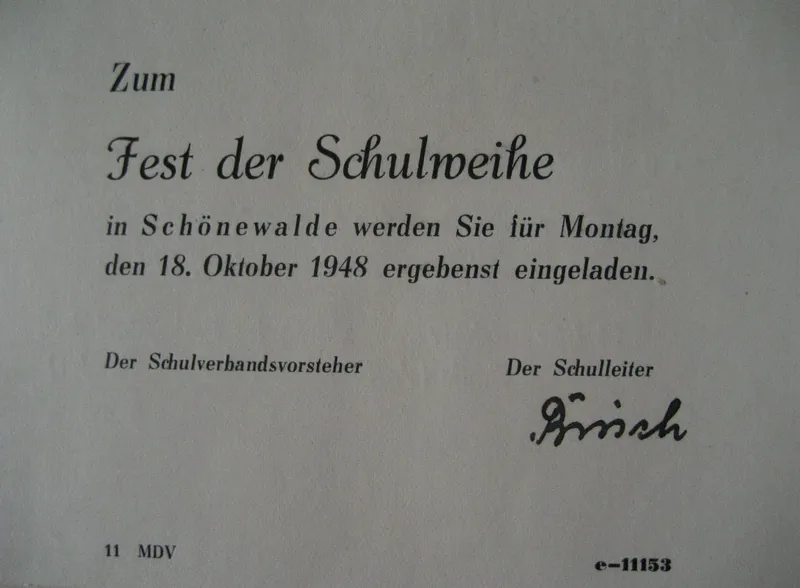 Zum
Fest der Schulweihe
in Schönewalde werden Sie für Montag,
den 18. Oktober 1948 ergebenst eingeladen.
Der Schulverbandsvorsteher
Der Schulleiter
11 MDV
e-11153